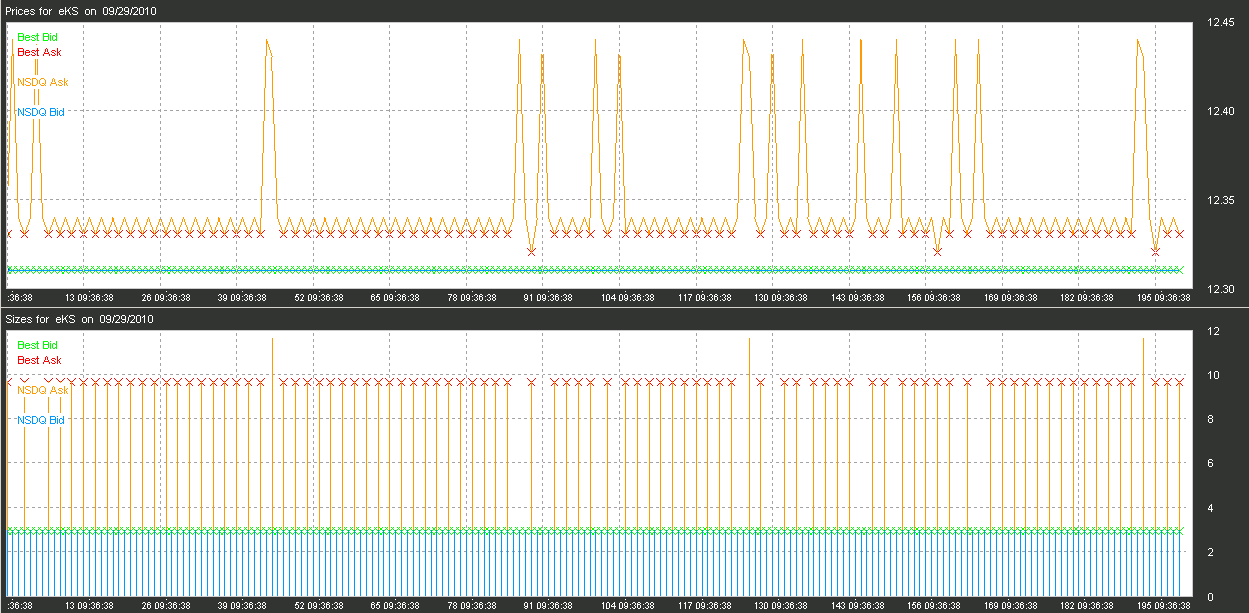 Prices for eKS on 09/29/2010
12.45
Best Bid
Best Ask
NSDQ Ask
12.40
NSDQ Bid
12.35
12.30
:36:38 13 09:36:38 26 09:36:38 39 09:36:38 52 09:36:38 65 09:36:38 78 09:36:38 91 09:36:38 104 09:36:38 117 09:36:38 130 09:36:38 143 09:36:38 156 09:36:38 169 09:36:38 182 09:36:38 195 09:36:38
Sizes for eKS on 09/29/2010
12
Best Bid
Best Ask
10
NSDQ Ask
NSDQ Bid
8
6
4
2
0
:36:38 13 09:36:38 26 09:36:38 39 09:36:38 52 09:36:38 65 09:36:38 78 09:36:38 91 09:36:38 104 09:36:38 117 09:36:38 130 09:36:38 143 09:36:38 156 09:36:38 169 09:36:38 182 09:36:38 195 09:36:38